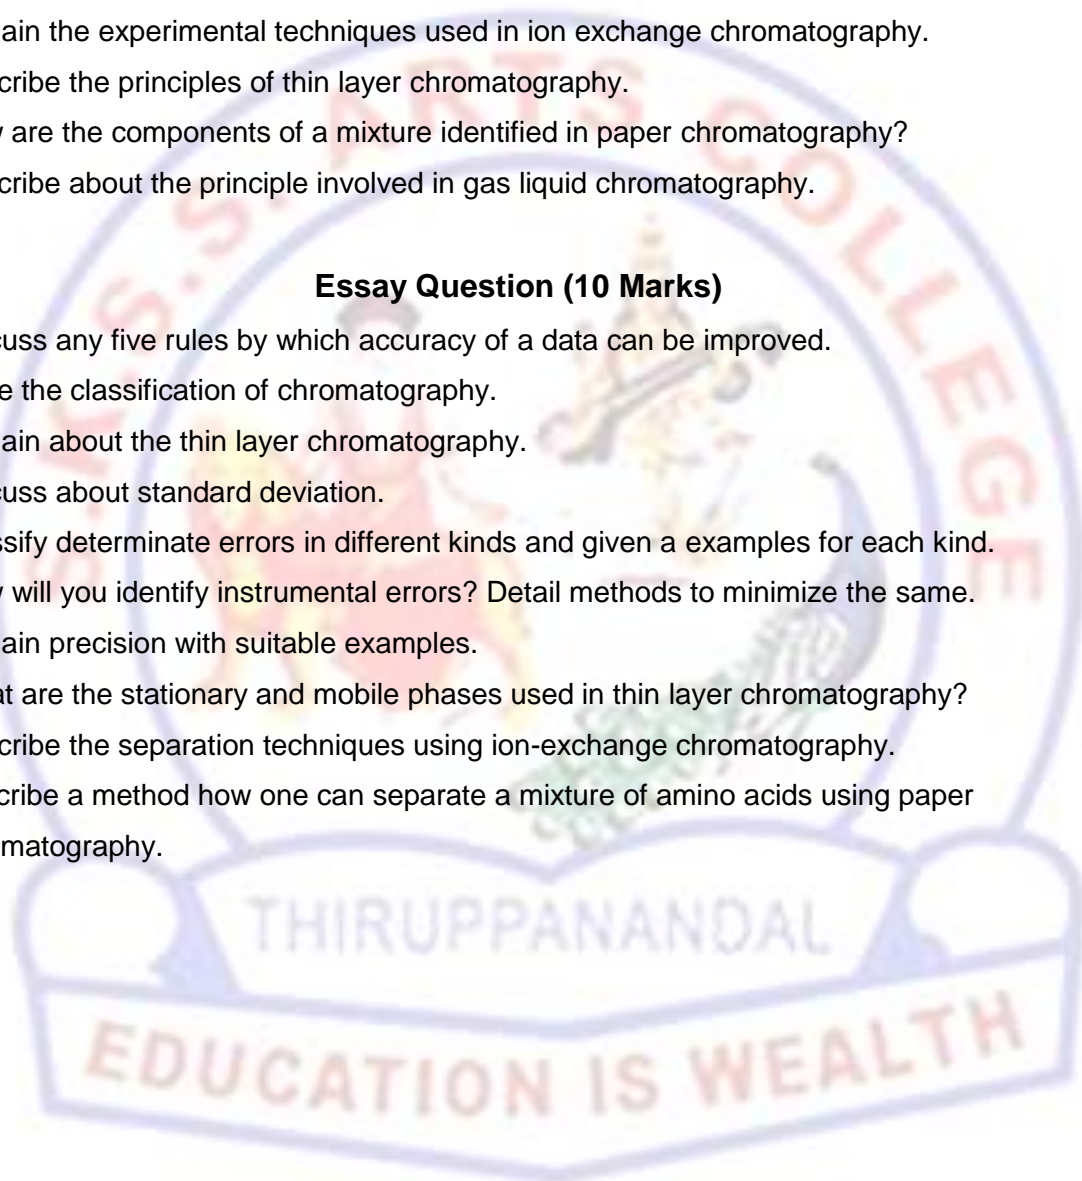 ain the experimental techniques used in ion exchange chromatography.
cribe the principles of thin layer chromatography.
are the components of a mixture identified in paper chromatography?
cribe about the principle involved in gas liquid chromatography.
Essay Question (10 Marks)
cuss any five rules by which accuracy of a data can be improved.
e the classification of chromatography.
ain about the thin layer chromatography.
cuss about standard deviation.
ssify determinate errors in different kinds and given a examples for each kind.
will you identify instrumental errors? Detail methods to minimize the same.
ain precision with suitable examples.
at are the stationary and mobile phases used in thin layer chromatography?
cribe the separation techniques using ion-exchange chromatography.
cribe a method how one can separate a mixture of amino acids using paper
matography.
S.K.S.S. ARTS COLLEGE
THIRUPPANANDAL
EDUCATION IS WEALTH